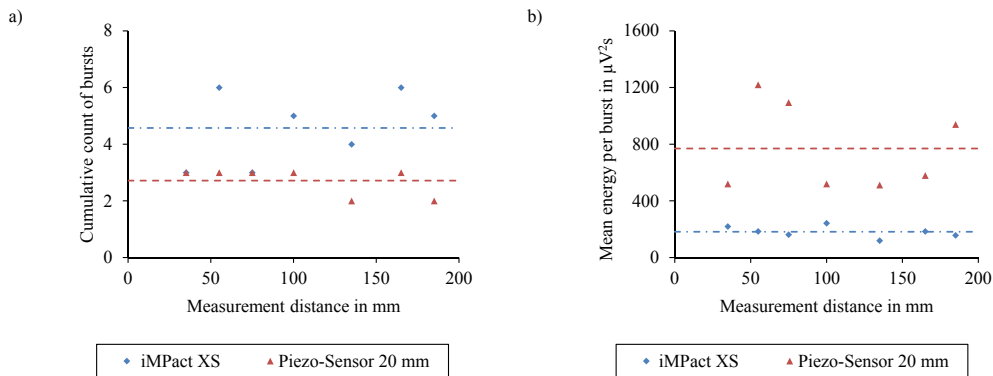 a)
Cumulative count of bursts
8
6
4
2
0
0 50 100 150 200
Measurement distance in mm
iMPact XS Piezo-Sensor 20 mm
b)
Mean energy per burst in µV²s
1600
1200
800
400
0
0 50 100 150 200
Measurement distance in mm
iMPact XS Piezo-Sensor 20 mm